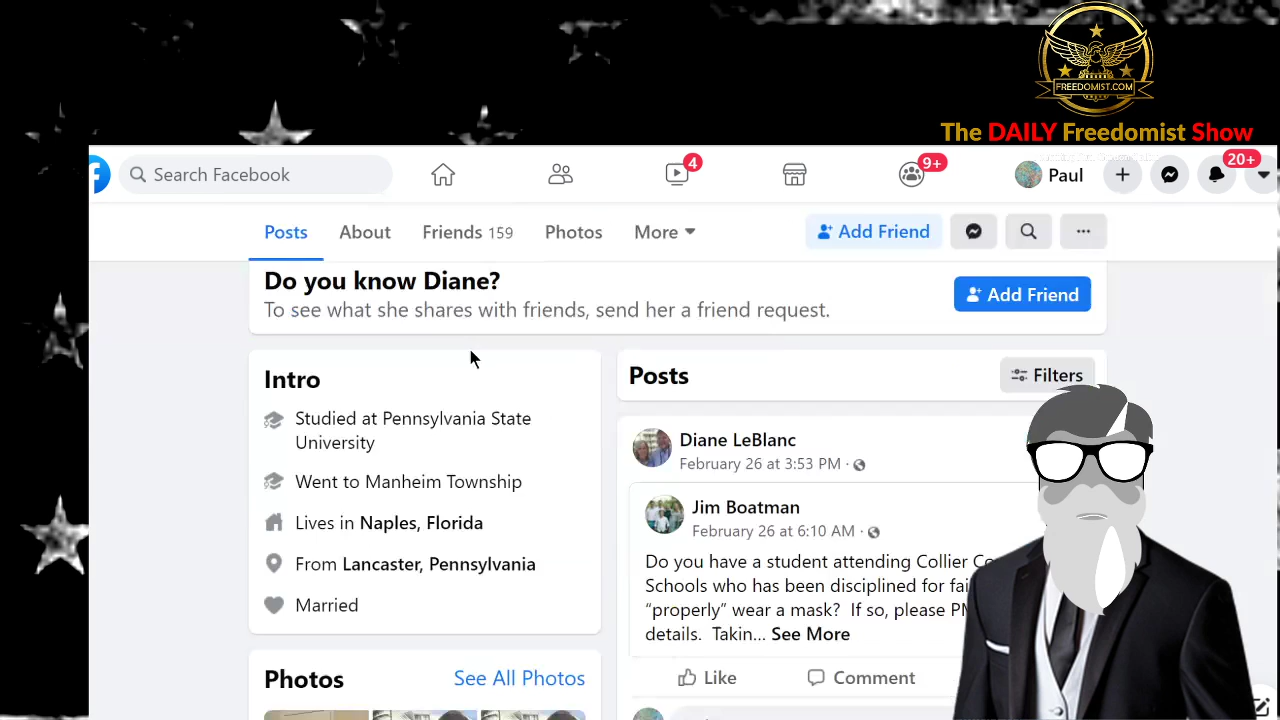 FREEDOMIST.COM
The DAILY Freedomist Show
Search Facebook
4
9+
Paul
20+
Posts
About
Friends 159
Photos
More
Add Friend
Do you know Diane?
To see what she shares with friends, send her a friend request.
Add Friend
Intro
Studied at Pennsylvania State
University
Went to Manheim Township
Lives in Naples, Florida
From Lancaster, Pennsylvania
Married
Photos
See All Photos
Posts
Filters
Diane LeBlanc
February 26 at 3:53 PM ·
Jim Boatman
February 26 at 6:10 AM ·
Do you have a student attending Collier
Schools who has been disciplined for
“properly” wear a mask? If so, please
details. Takin... See More
Like
Comment